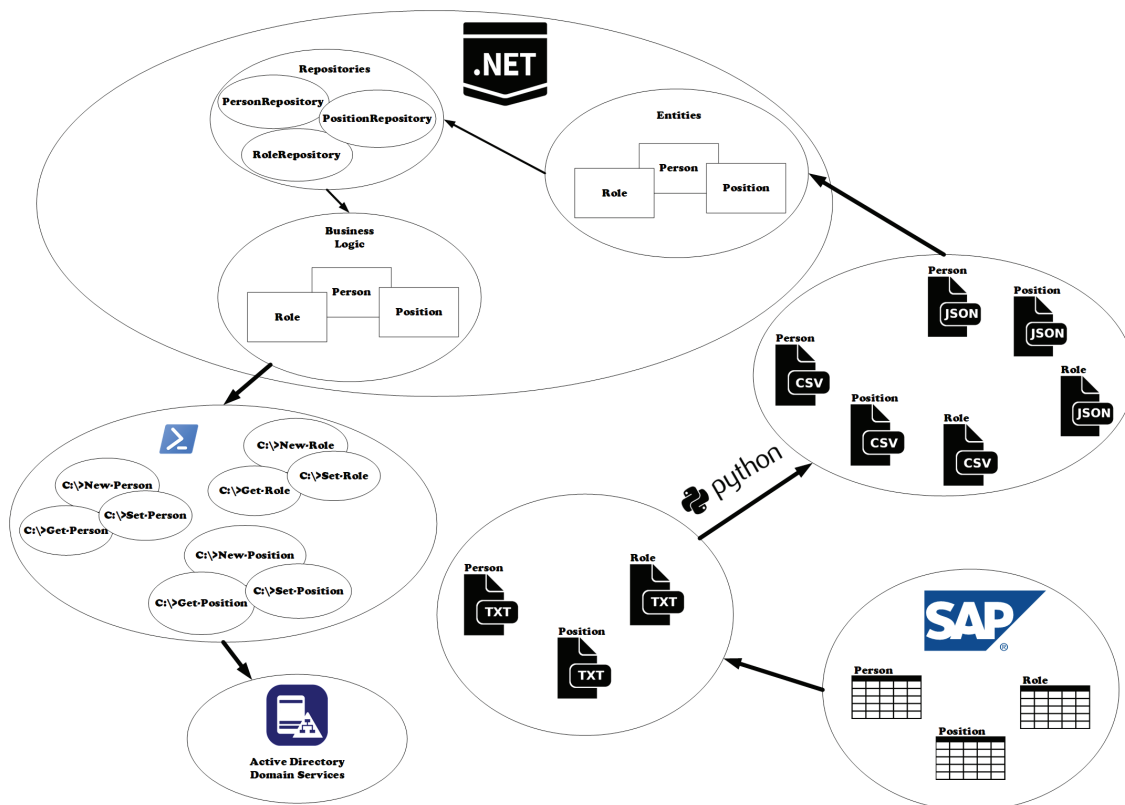 .NET
Repositories
PersonRepository
PositionRepository
RoleRepository
Entities
Person
Role
Position
Business
Logic
Person
Role
Position
Person
JSON
Position
JSON
Role
JSON
Person
CSV
Position
CSV
Role
CSV
C:\>New-Role
C:\>Set-Role
C:\>Get-Role
C:\>New-Person
C:\>Set-Person
C:\>Get-Person
C:\>New-Position
C:\>Set-Position
C:\>Get-Position
python
Person
TXT
Role
TXT
Position
TXT
SAP
®
Person
Role
Position
Active Directory
Domain Services